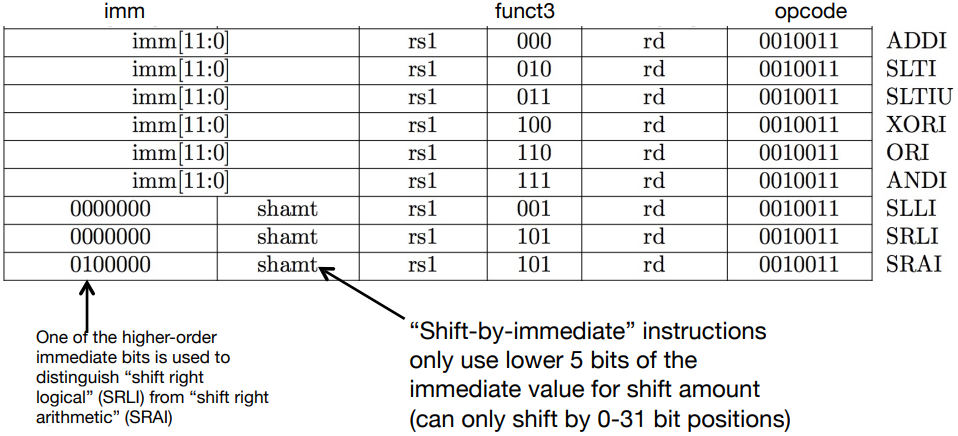 imm funct3 opcode
imm[11:0] rs1 000 rd 0010011 ADDI
imm[11:0] rs1 010 rd 0010011 SLTI
imm[11:0] rs1 011 rd 0010011 SLTIU
imm[11:0] rs1 100 rd 0010011 XORI
imm[11:0] rs1 110 rd 0010011 ORI
imm[11:0] rs1 111 rd 0010011 ANDI
0000000 shamt rs1 001 rd 0010011 SLLI
0000000 shamt rs1 101 rd 0010011 SRLI
0100000 shamt rs1 101 rd 0010011 SRAI
One of the higher-order
immediate bits is used to
distinguish “shift right
logical” (SRLI) from “shift right
arithmetic” (SRAI)
“Shift-by-immediate” instructions
only use lower 5 bits of the
immediate value for shift amount
(can only shift by 0-31 bit positions)